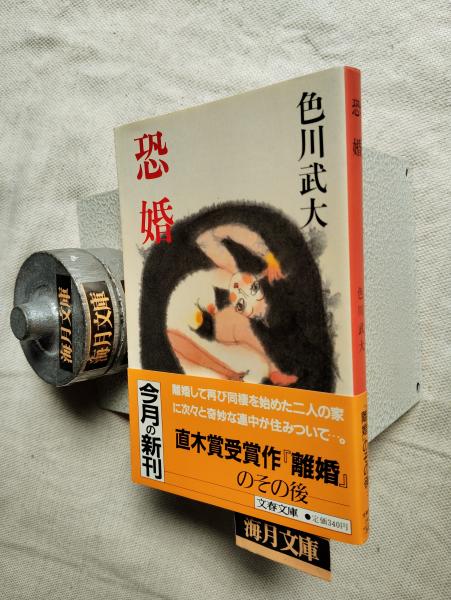 色川武大
恐婚
恐婚
色川武大
離婚して再び同棲を始めた二人の家
に次々と奇妙な連中が住みついて…。
今月の新刊
直木賞受賞作『離婚』
のその後
文春文庫
●定価340円
海月文庫
海月文庫
海月文庫